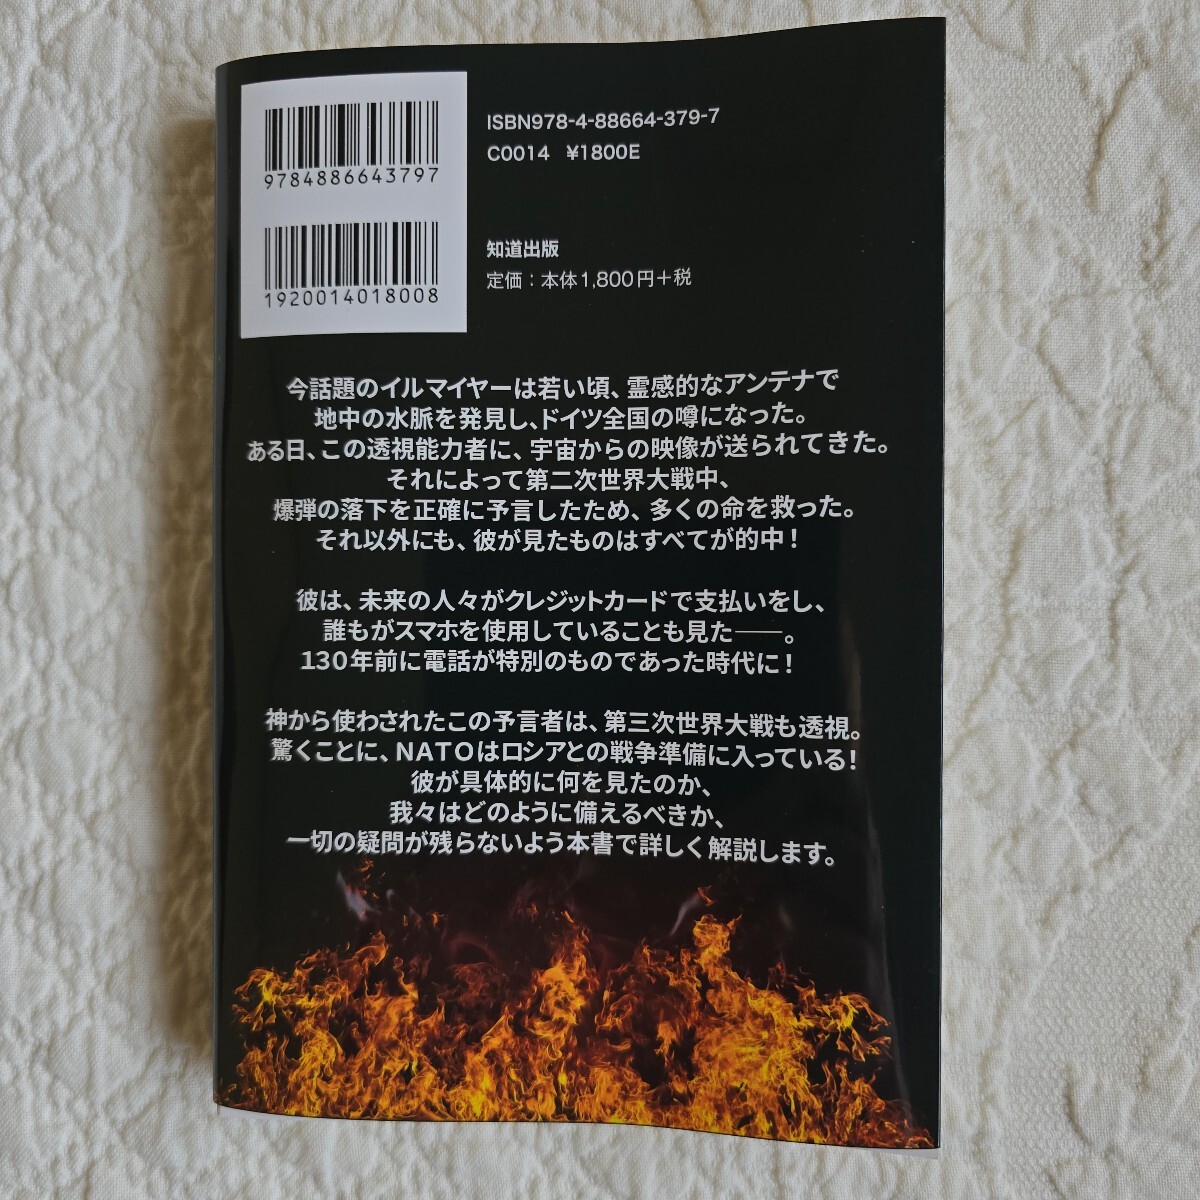 ISBN978-4-88664-379-7
C0014 ¥1800E
9784886643797
知道出版
定価：本体1,800円＋税
1920014018008
今話題のイルマイヤーは若い頃、霊感的なアンテナで
地中の水脈を発見し、ドイツ全国の噂になった。
ある日、この透視能力者に、宇宙からの映像が送られてきた。
それによって第二次世界大戦中、
爆弾の落下を正確に予言したため、多くの命を救った。
それ以外にも、彼が見たものはすべてが的中！
彼は、未来の人々がクレジットカードで支払いをし、
誰もがスマホを使用していることも見た――。
130年前に電話が特別のものであった時代に！
神から使わされたこの予言者は、第三次世界大戦も透視。
驚くことに、NATOはロシアとの戦争準備に入っている！
彼が具体的に何を見たのか、
我々はどのように備えるべきか、
一切の疑問が残らないよう本書で詳しく解説します。